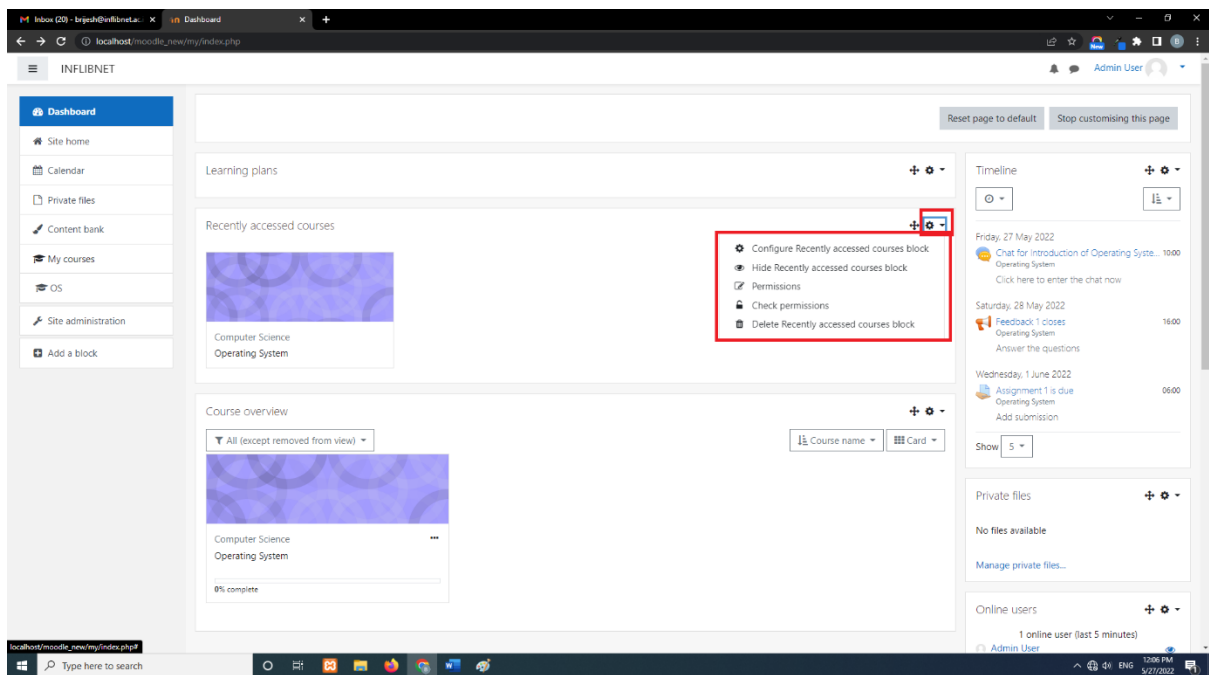 Inbox (20) - brijesh@inflibnet.ac.i
Dashboard
localhost/moodle_new/my/index.php
New
B
INFLIBNET
Admin User
Dashboard
Site home
Calendar
Private files
Content bank
My courses
OS
Site administration
Add a block
Reset page to default
Stop customising this page
Learning plans
Recently accessed courses
Configure Recently accessed courses block
Hide Recently accessed courses block
Permissions
Check permissions
Delete Recently accessed courses block
Computer Science
Operating System
Course overview
All (except removed from view)
Course name
Card
Computer Science
Operating System
0% complete
Timeline
Friday, 27 May 2022
Chat for Introduction of Operating Syste... 10:00
Operating System
Click here to enter the chat now
Saturday, 28 May 2022
Feedback 1 closes 16:00
Operating System
Answer the questions
Wednesday, 1 June 2022
Assignment 1 is due 06:00
Operating System
Add submission
Show 5
Private files
No files available
Manage private files...
Online users
1 online user (last 5 minutes)
Admin User
localhost/moodle_new/my/index.php#
Type here to search
ENG
12:06 PM
5/27/2022